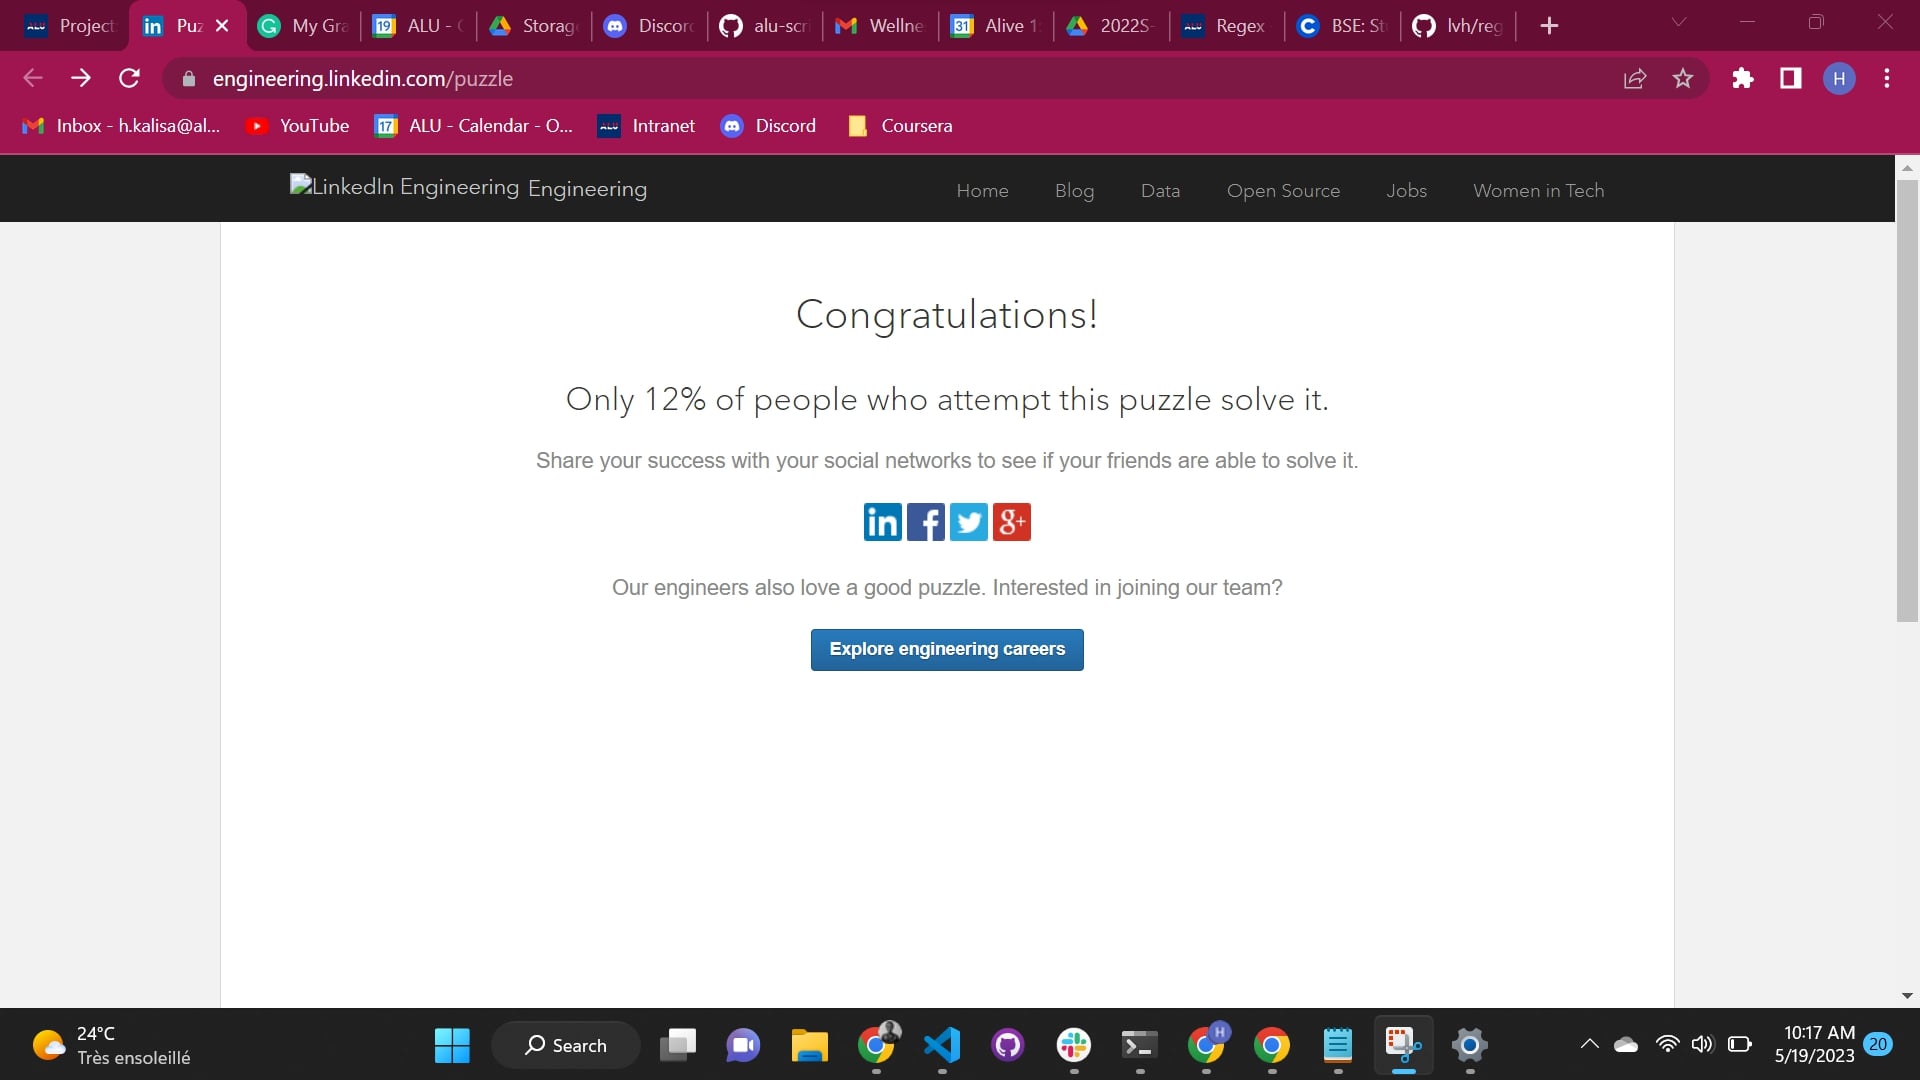 Project
Puz
My Gra
ALU - C
Storage
Discord
alu-scri
Wellne
Alive 1
2022S-
Regex
BSE: St
lvh/reg
engineering.linkedin.com/puzzle
H
Inbox - h.kalisa@al...
YouTube
17
ALU - Calendar - O...
ALU
Intranet
Discord
Coursera
LinkedIn Engineering Engineering
Home
Blog
Data
Open Source
Jobs
Women in Tech
Congratulations!
Only 12% of people who attempt this puzzle solve it.
Share your success with your social networks to see if your friends are able to solve it.
in f g+
Our engineers also love a good puzzle. Interested in joining our team?
Explore engineering careers
24°C
Très ensoleillé
Search
H
10:17 AM
5/19/2023
20